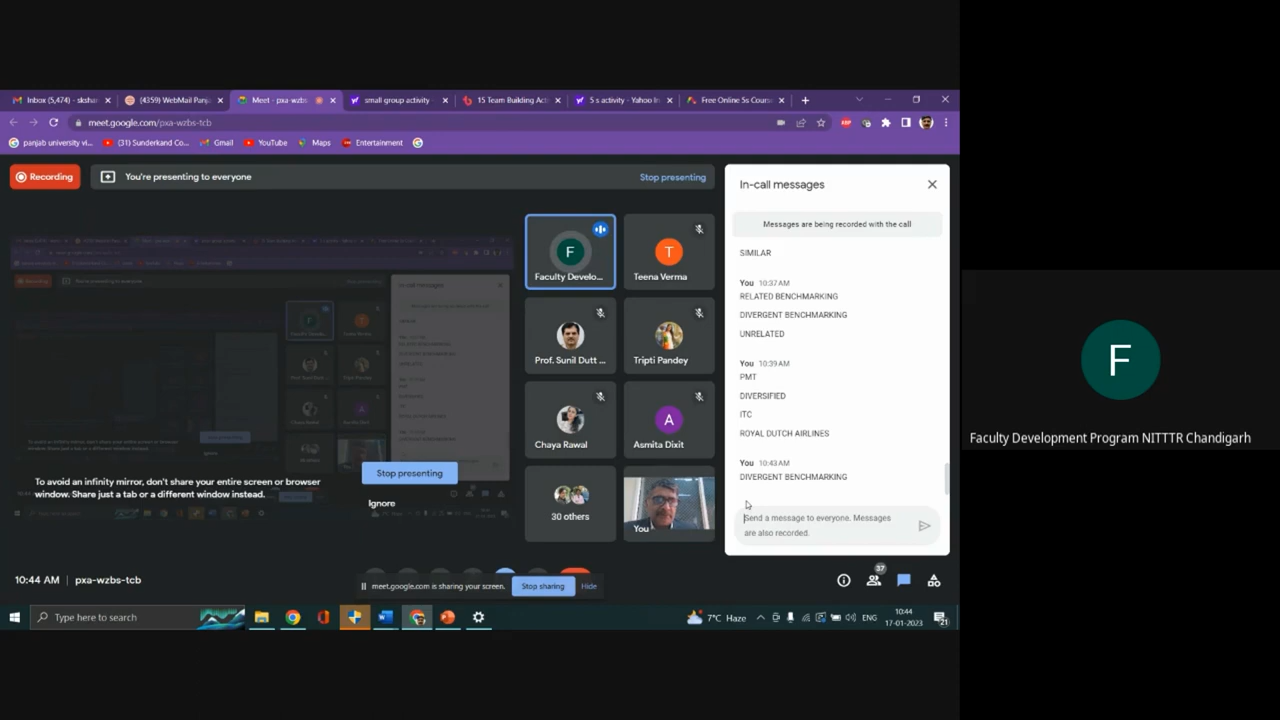 Inbox (5,474) - sksha
(4359) WebMail Panja
Meet - pxa-wzbs
small group activity
15 Team Building Act
5 s activity - Yahoo In
Free Online 5s Cours
meet.google.com/pxa-wzbs-tcb
panjab university vi...
(31) Sunderkand Co...
Gmail
YouTube
Maps
Entertainment
Recording
You're presenting to everyone
Stop presenting
In-call messages
Messages are being recorded with the call
SIMILAR
You 10:37 AM
RELATED BENCHMARKING
DIVERGENT BENCHMARKING
UNRELATED
You 10:39 AM
PMT
DIVERSIFIED
ITC
ROYAL DUTCH AIRLINES
You 10:43 AM
DIVERGENT BENCHMARKING
Send a message to everyone. Messages
are also recorded.
F
Faculty Develo...
T
Teena Verma
Prof. Sunil Dutt ...
Tripti Pandey
Chaya Rawal
A
Asmita Dixit
30 others
You
To avoid an infinity mirror, don't share your entire screen or browser
window. Share just a tab or a different window instead.
Stop presenting
Ignore
10:44 AM | pxa-wzbs-tcb
meet.google.com is sharing your screen.
Stop sharing
Hide
37
Type here to search
7°C Haze
ENG
10:44
17-01-2023
21
F
Faculty Development Program NITTTR Chandigarh